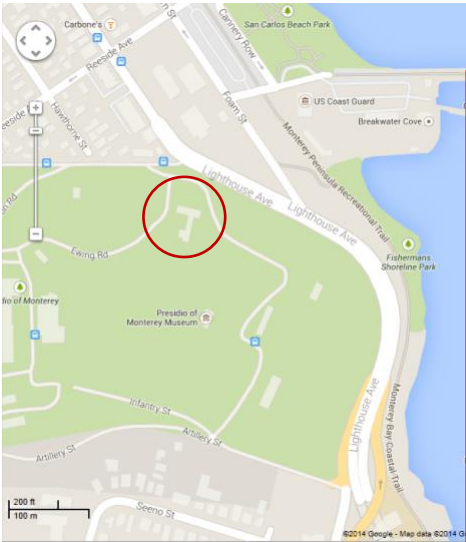 San Carlos Beach Park
Carbone's
Cannery Row
Reeside Ave
Foam St
US Coast Guard
Hawthorne St
Breakwater Cove
Monterey Peninsula Recreational Trail
Lighthouse Ave
Lighthouse Ave
Ewing Rd
Fishermans
Shoreline Park
dio of Monterey
Presidio of
Monterey Museum
Infantry St
Artillery St
Artillery St
Lighthouse Ave
Monterey Bay Coastal Trail
200 ft
100 m
Seeno St
©2014 Google - Map data ©2014 G